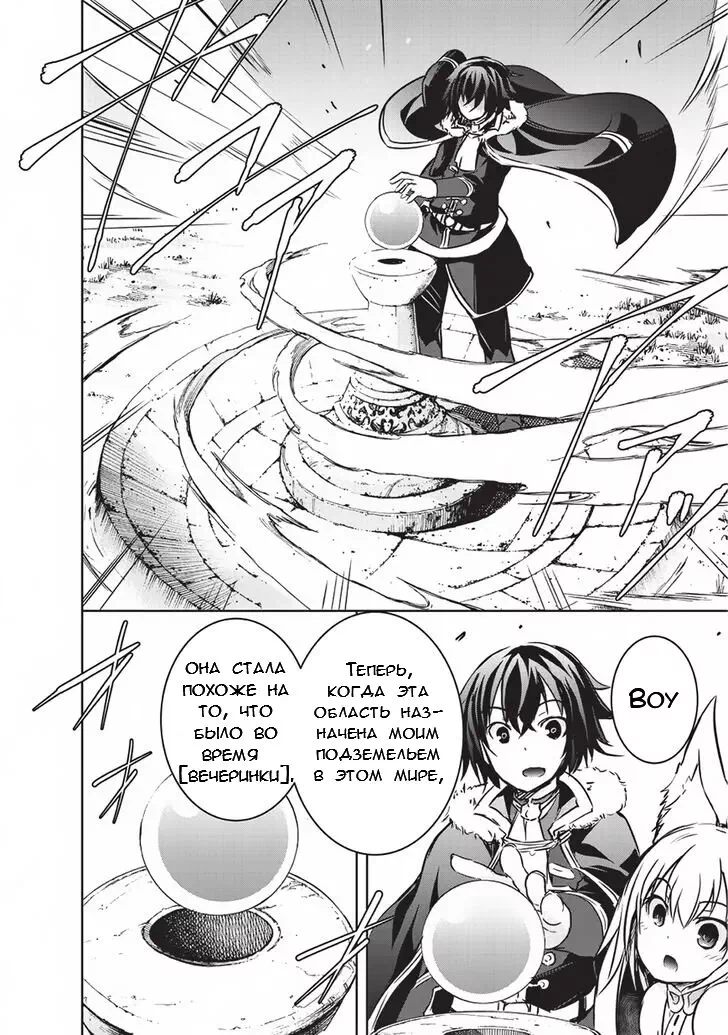 Воу
Теперь,
когда эта
область наз-
начена моим
подземельем
в этом мире,
она стала
похоже на
то, что
было во
время
[вечеринки].